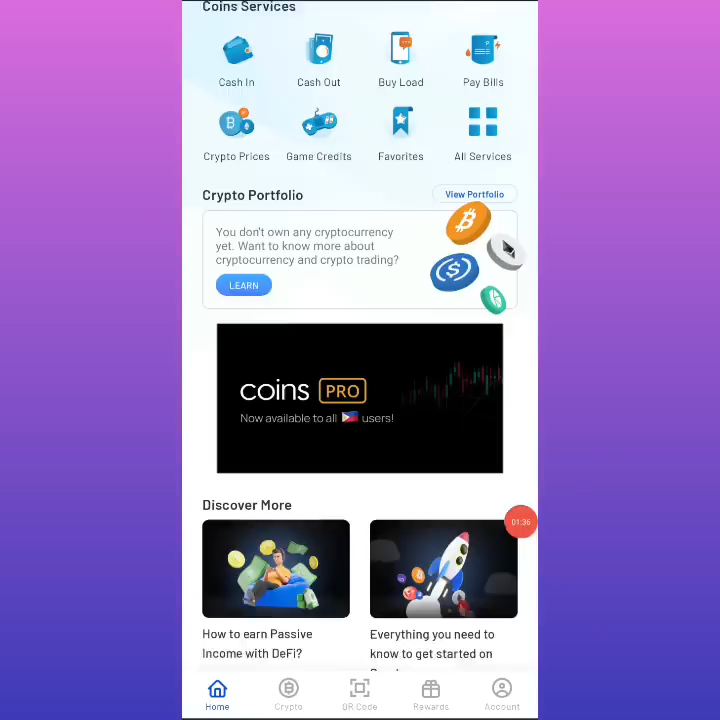 Coins Services
Cash In
Cash Out
Buy Load
Pay Bills
Crypto Prices
Game Credits
Favorites
All Services
Crypto Portfolio
View Portfolio
You don't own any cryptocurrency
yet. Want to know more about
cryptocurrency and crypto trading?
LEARN
coins PRO
Now available to all users!
Discover More
01:36
How to earn Passive
Income with DeFi?
Everything you need to
know to get started on
Home
Crypto
QR Code
Rewards
Account